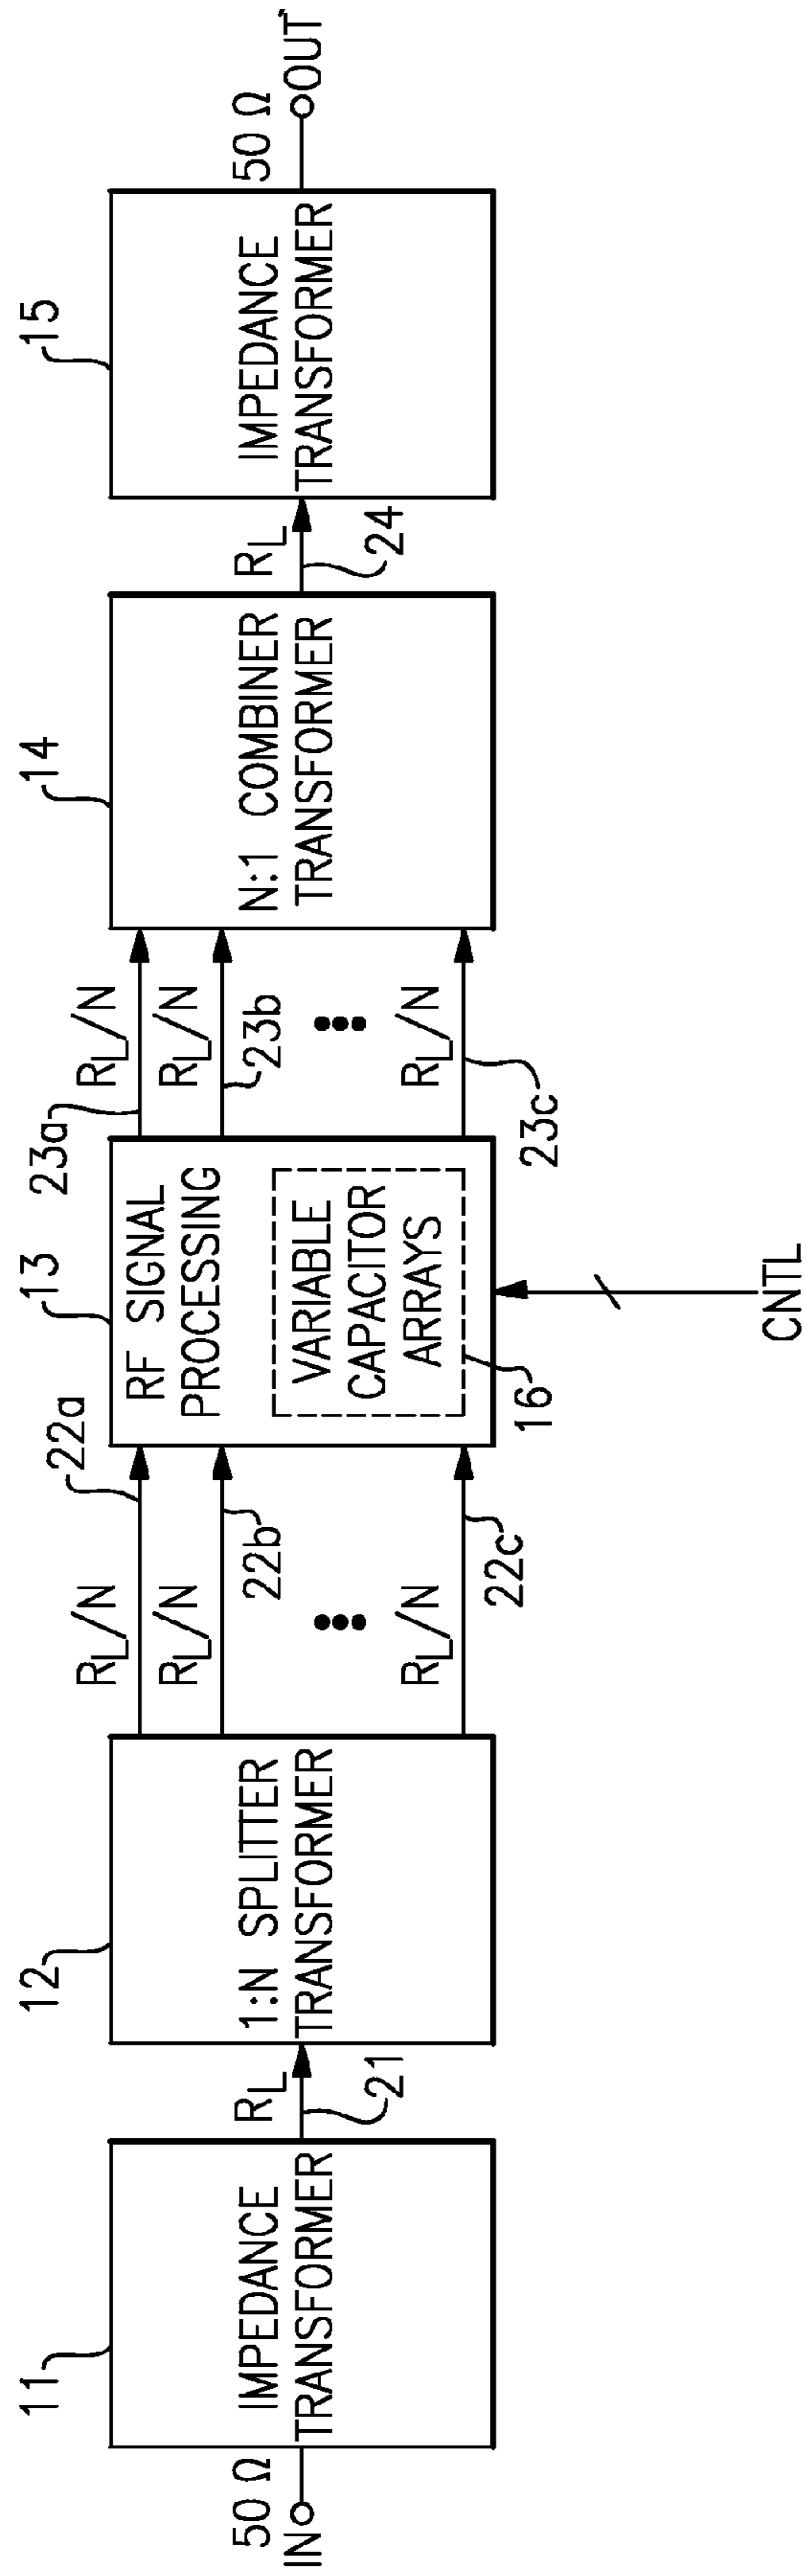 11
12
13
14
15
50 Ω
IN
IMPEDANCE
TRANSFORMER
R_L
21
1:N SPLITTER
TRANSFORMER
R_L/N
22a
R_L/N
22b
R_L/N
22c
RF SIGNAL
PROCESSING
VARIABLE
CAPACITOR
ARRAYS
16
CNTL
23a
R_L/N
R_L/N
23b
R_L/N
23c
N:1 COMBINER
TRANSFORMER
R_L
24
IMPEDANCE
TRANSFORMER
50 Ω
OUT